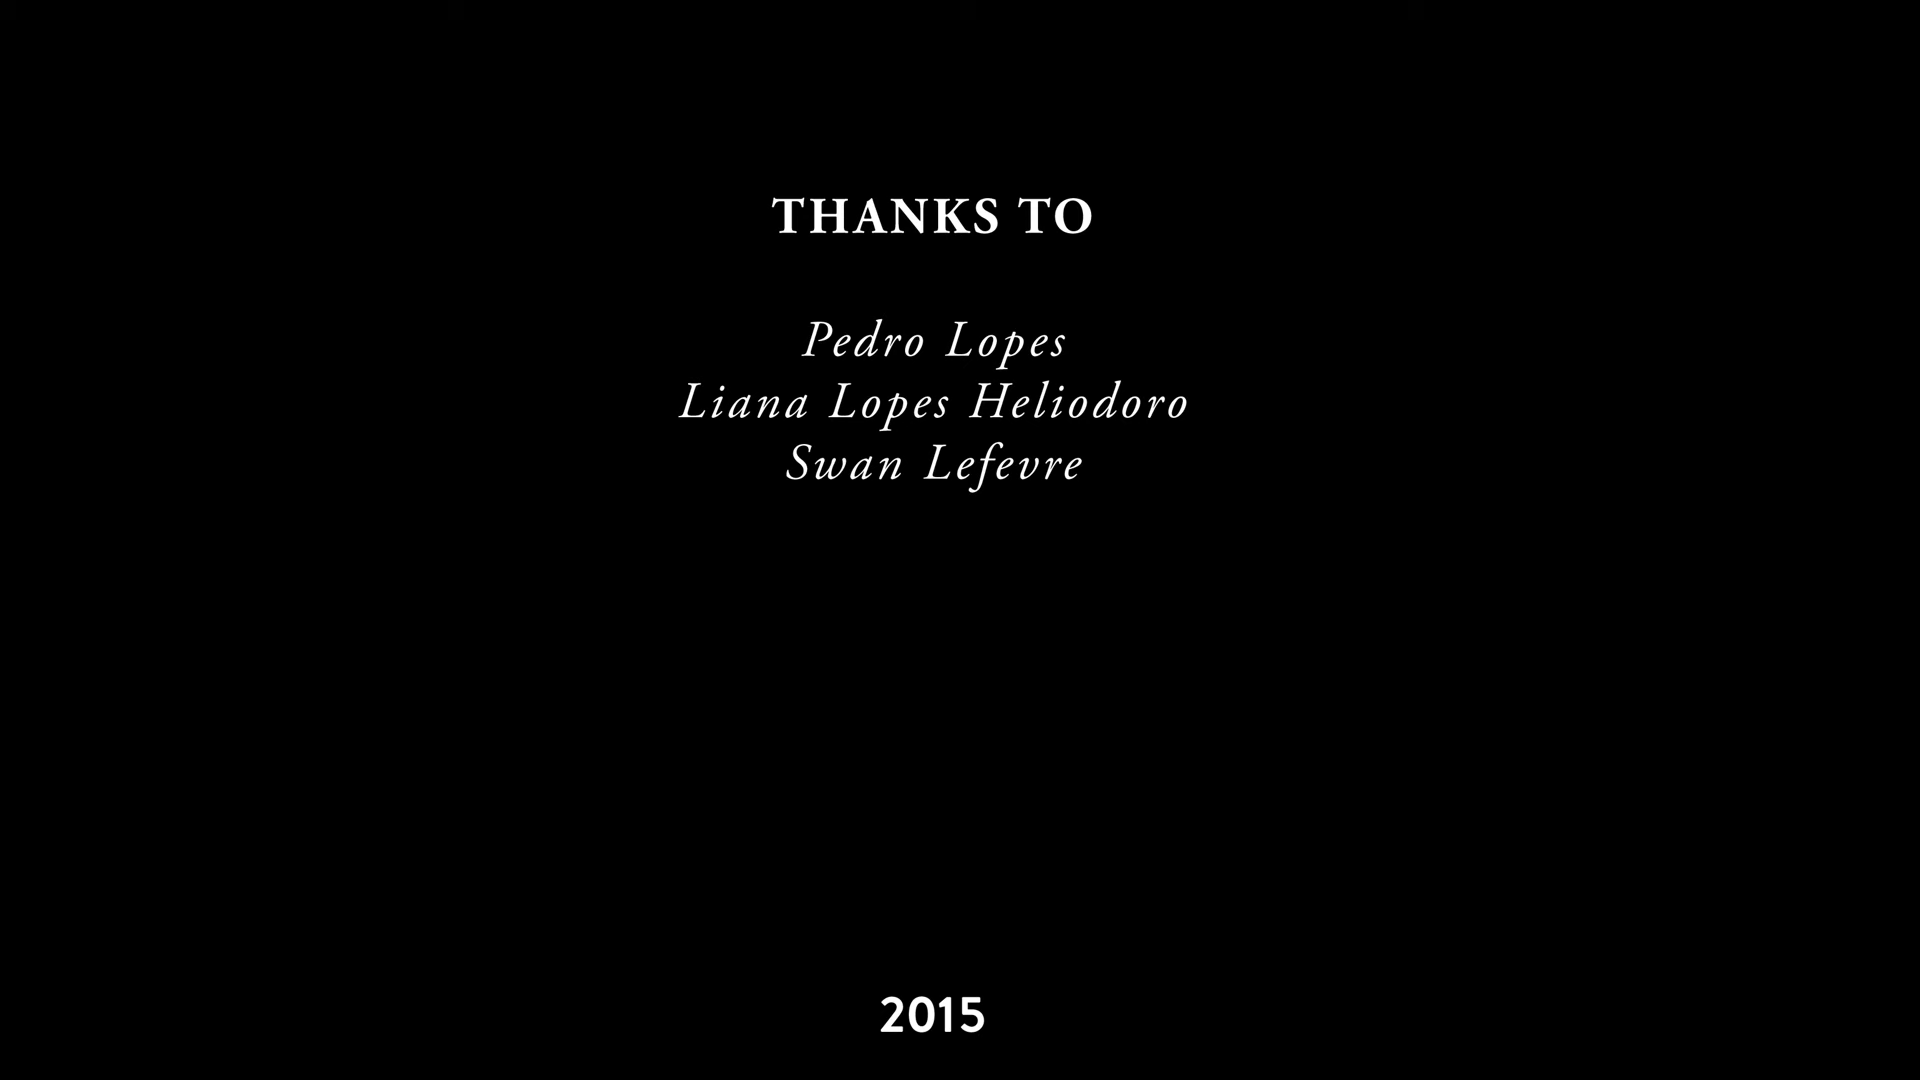 THANKS TO
Pedro Lopes
Liana Lopes Heliodoro
Swan Lefevre
2015